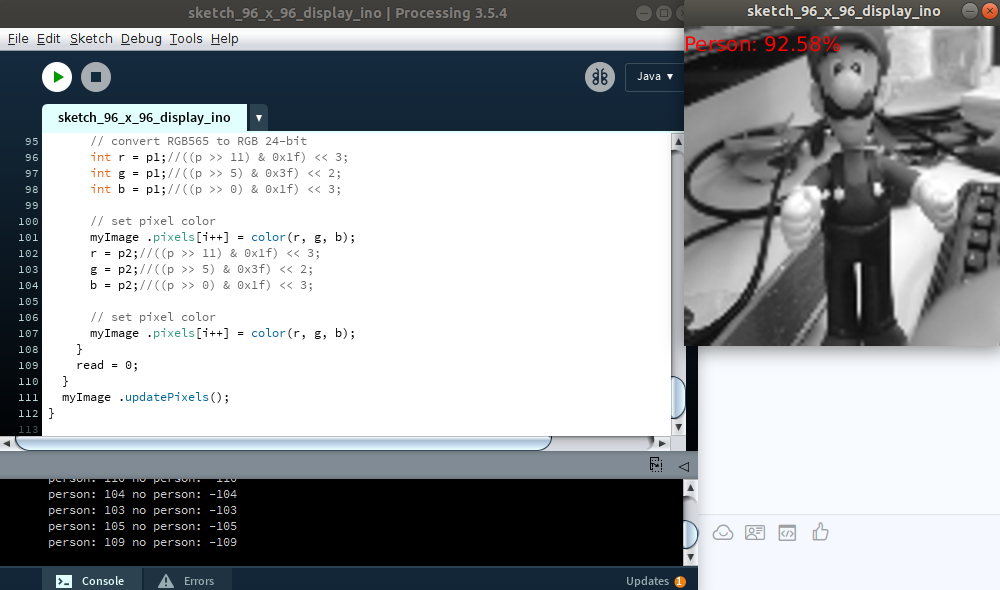 sketch_96_x_96_display_ino | Processing 3.5.4
File Edit Sketch Debug Tools Help
Java ▼
sketch_96_x_96_display_ino ▼
95 // convert RGB565 to RGB 24-bit
96 int r = p1;//((p >> 11) & 0x1f) << 3;
97 int g = p1;//((p >> 5) & 0x3f) << 2;
98 int b = p1;//((p >> 0) & 0x1f) << 3;
99
100 // set pixel color
101 myImage .pixels[i++] = color(r, g, b);
102 r = p2;//((p >> 11) & 0x1f) << 3;
103 g = p2;//((p >> 5) & 0x3f) << 2;
104 b = p2;//((p >> 0) & 0x1f) << 3;
105
106 // set pixel color
107 myImage .pixels[i++] = color(r, g, b);
108 }
109 read = 0;
110 }
111 myImage .updatePixels();
112 }
113
person: 110 no person: -110
person: 104 no person: -104
person: 103 no person: -103
person: 105 no person: -105
person: 109 no person: -109
>_ Console
Errors
Updates 1
sketch_96_x_96_display_ino
Person: 92.58%